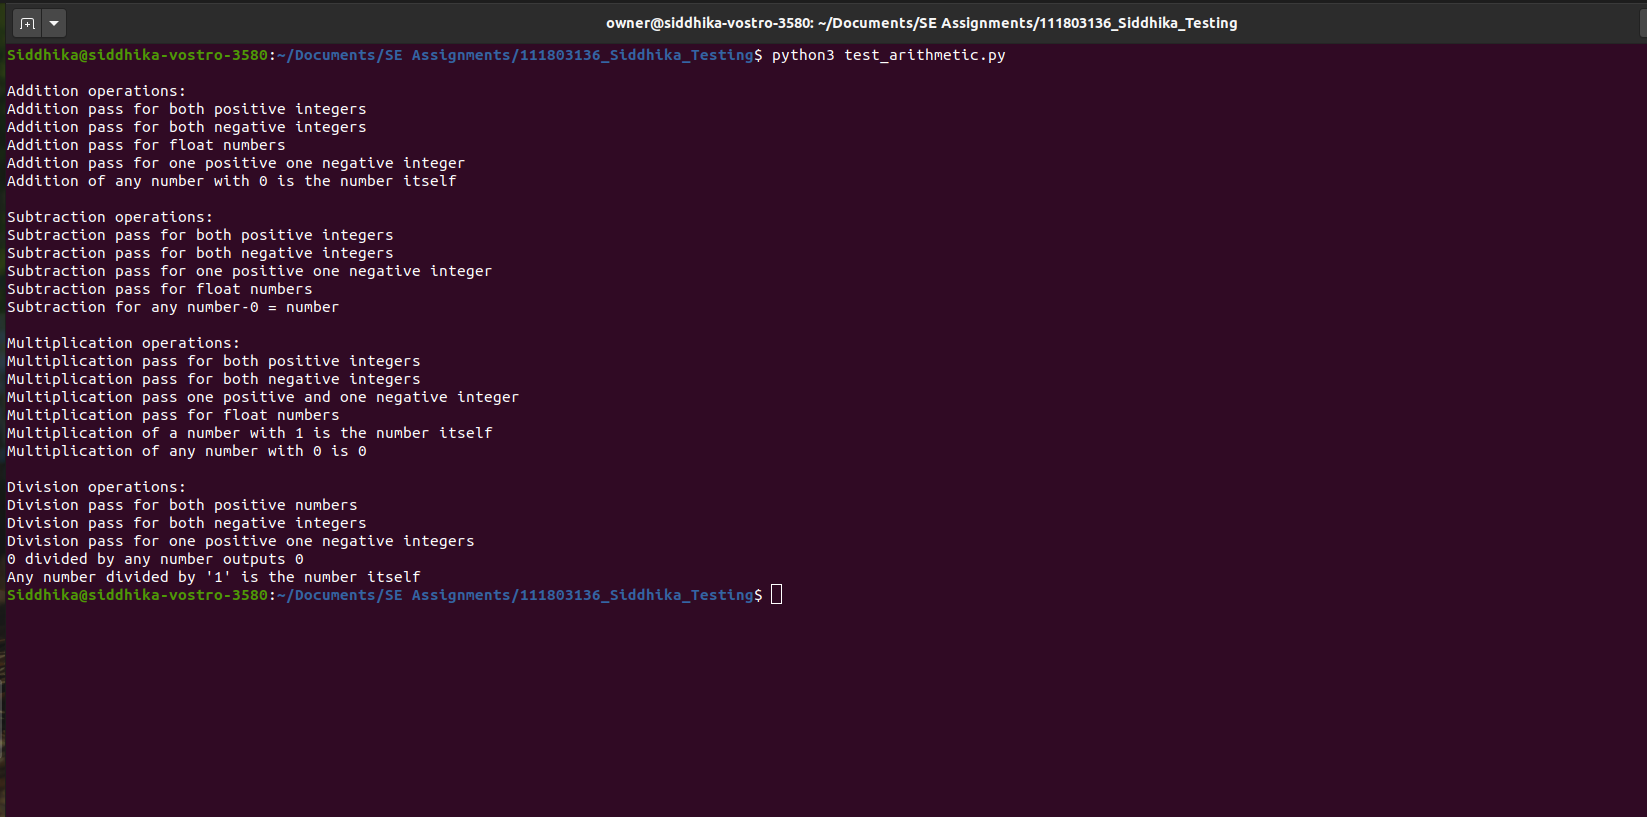 owner@siddhika-vostro-3580: ~/Documents/SE Assignments/111803136_Siddhika_Testing
Siddhika@siddhika-vostro-3580:~/Documents/SE Assignments/111803136_Siddhika_Testing$ python3 test_arithmetic.py
Addition operations:
Addition pass for both positive integers
Addition pass for both negative integers
Addition pass for float numbers
Addition pass for one positive one negative integer
Addition of any number with 0 is the number itself
Subtraction operations:
Subtraction pass for both positive integers
Subtraction pass for both negative integers
Subtraction pass for one positive one negative integer
Subtraction pass for float numbers
Subtraction for any number-0 = number
Multiplication operations:
Multiplication pass for both positive integers
Multiplication pass for both negative integers
Multiplication pass one positive and one negative integer
Multiplication pass for float numbers
Multiplication of a number with 1 is the number itself
Multiplication of any number with 0 is 0
Division operations:
Division pass for both positive numbers
Division pass for both negative integers
Division pass for one positive one negative integers
0 divided by any number outputs 0
Any number divided by '1' is the number itself
Siddhika@siddhika-vostro-3580:~/Documents/SE Assignments/111803136_Siddhika_Testing$